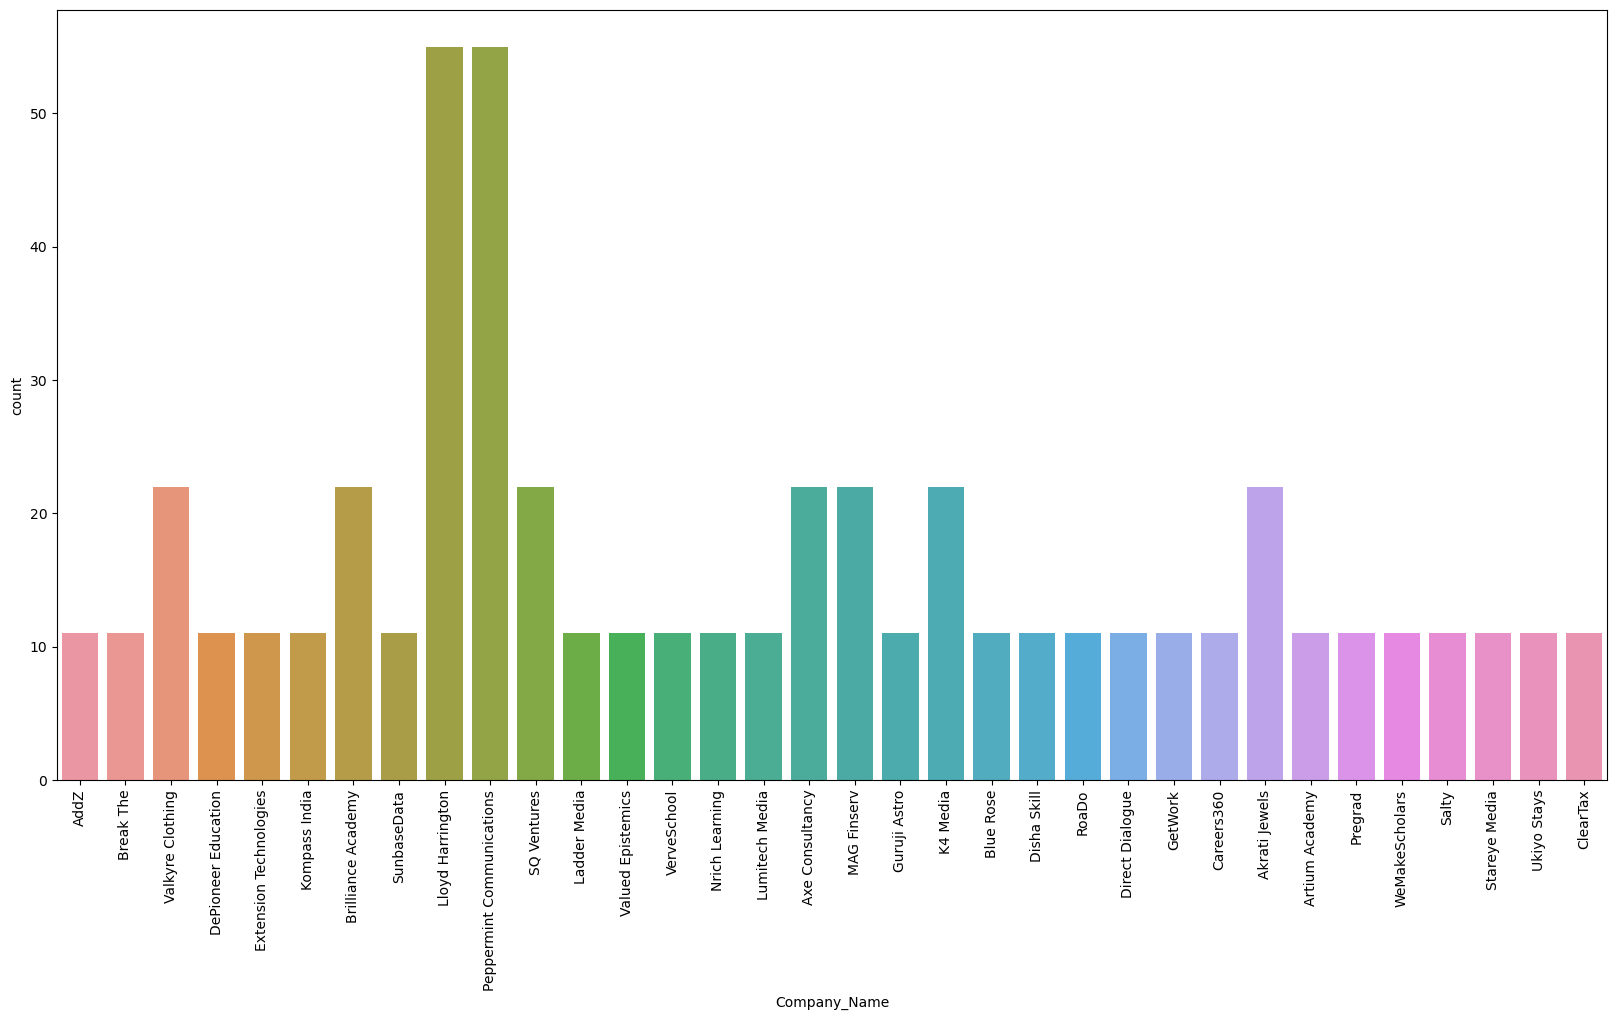 50
40
30
20
10
0
count
AddZ
Break The
Valkyre Clothing
DePioneer Education
Extension Technologies
Kompass India
Brilliance Academy
SunbaseData
Lloyd Harrington
Peppermint Communications
SQ Ventures
Ladder Media
Valued Epistemics
VerveSchool
Nrich Learning
Lumitech Media
Axe Consultancy
MAG Finserv
Guruji Astro
K4 Media
Blue Rose
Disha Skill
RoaDo
Direct Dialogue
GetWork
Careers360
Akrati Jewels
Artium Academy
Pregrad
WeMakeScholars
Salty
Stareye Media
Ukiyo Stays
ClearTax
Company_Name